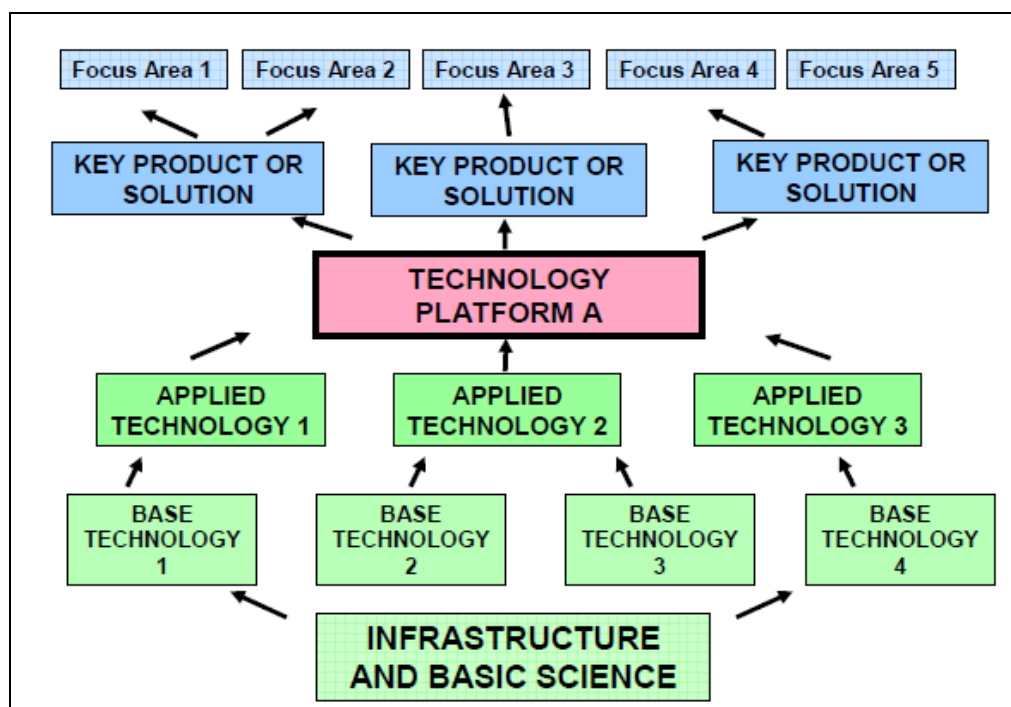 Focus Area 1
Focus Area 2
Focus Area 3
Focus Area 4
Focus Area 5
KEY PRODUCT OR
SOLUTION
KEY PRODUCT OR
SOLUTION
KEY PRODUCT OR
SOLUTION
TECHNOLOGY
PLATFORM A
APPLIED
TECHNOLOGY 1
APPLIED
TECHNOLOGY 2
APPLIED
TECHNOLOGY 3
BASE
TECHNOLOGY
1
BASE
TECHNOLOGY
2
BASE
TECHNOLOGY
3
BASE
TECHNOLOGY
4
INFRASTRUCTURE
AND BASIC SCIENCE